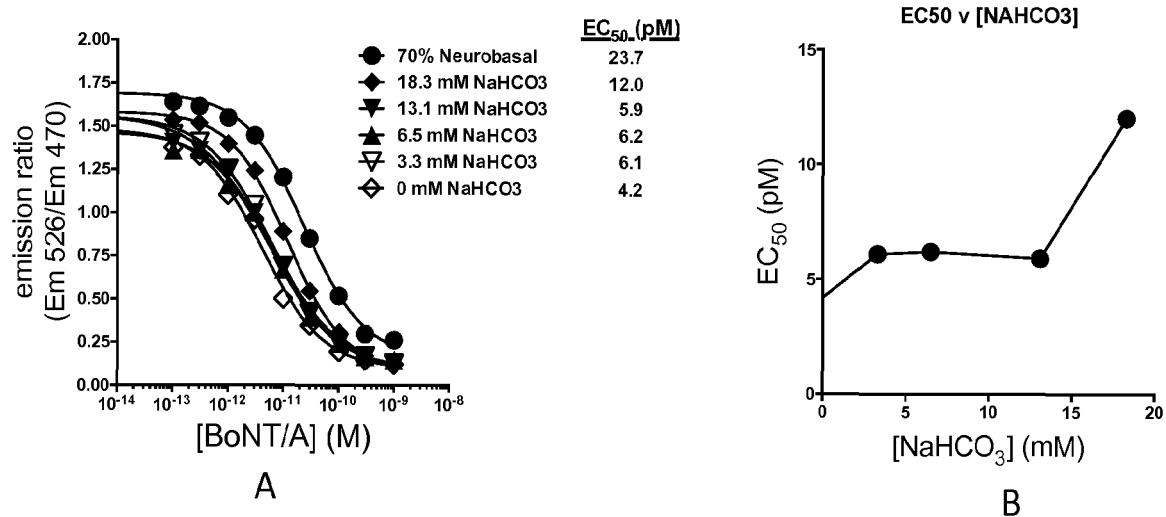 EC50 (pM)
70% Neurobasal 23.7
18.3 mM NaHCO3 12.0
13.1 mM NaHCO3 5.9
6.5 mM NaHCO3 6.2
3.3 mM NaHCO3 6.1
0 mM NaHCO3 4.2
emission ratio
(Em 526/Em 470)
2.00
1.75
1.50
1.25
1.00
0.75
0.50
0.25
0.00
10-14 10-13 10-12 10-11 10-10 10-9 10-8
[BoNT/A] (M)
A
EC50 v [NAHCO3]
EC50 (pM)
15
10
5
0
0 5 10 15 20
[NaHCO3] (mM)
B